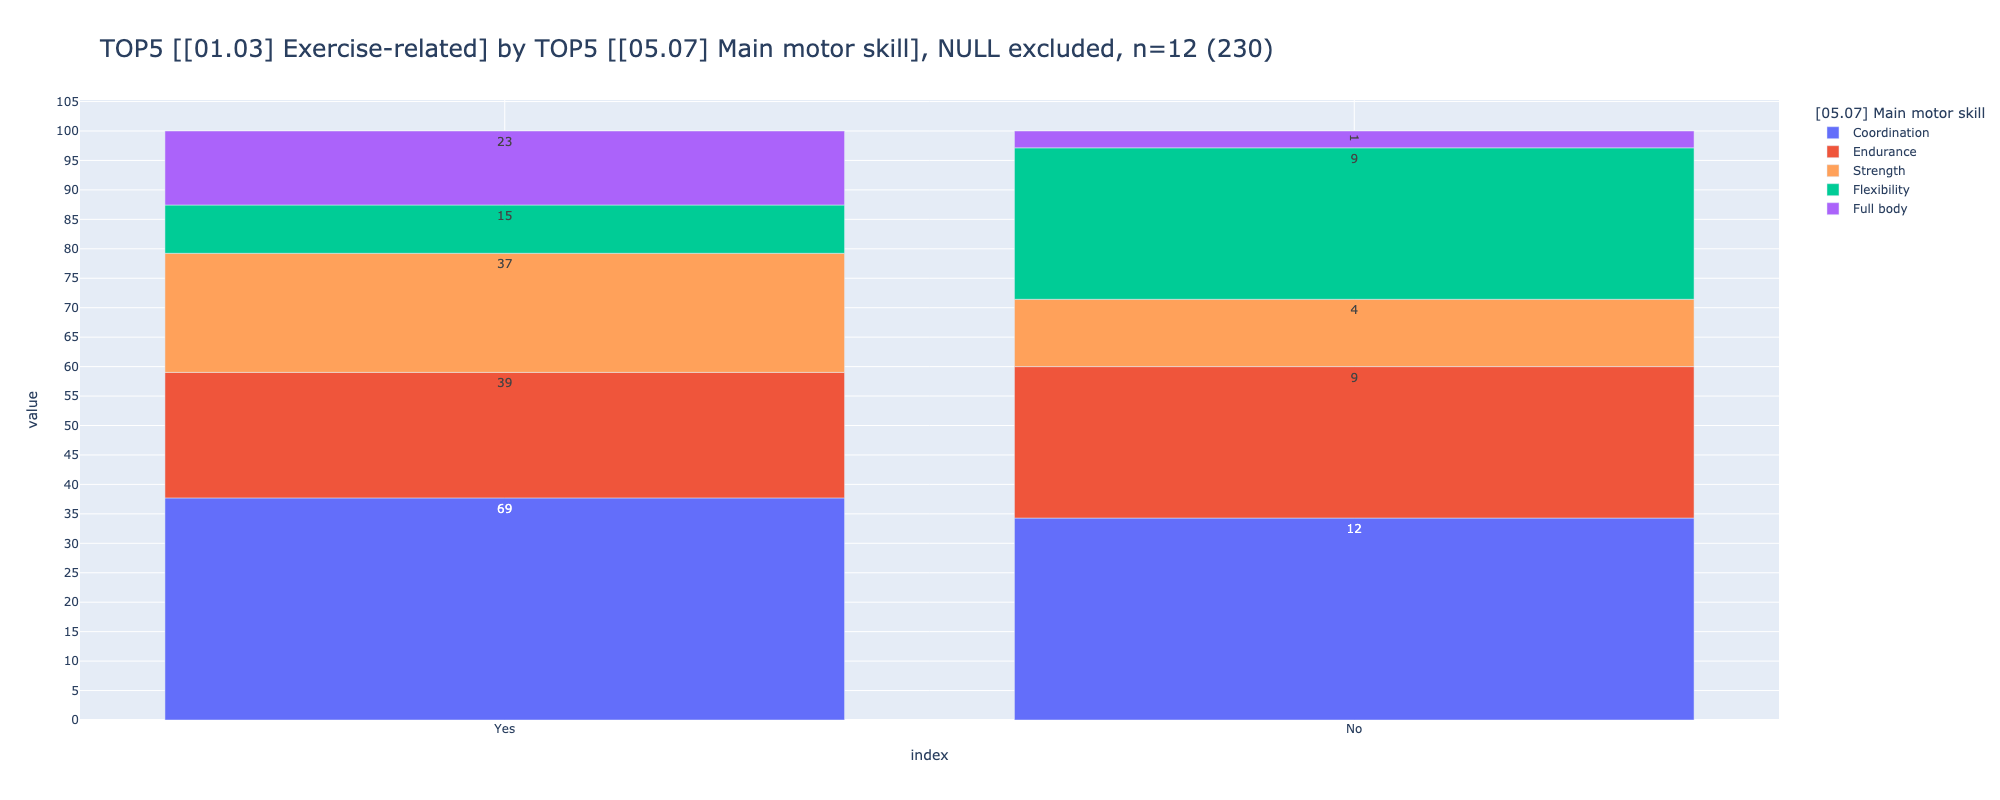 TOP5 [[01.03] Exercise-related] by TOP5 [[05.07] Main motor skill], NULL excluded, n=12 (230)
105
100
95
90
85
80
75
70
65
60
55
50
45
40
35
30
25
20
15
10
5
0
value
23
15
37
39
69
1
9
4
9
12
Yes
No
index
[05.07] Main motor skill
Coordination
Endurance
Strength
Flexibility
Full body